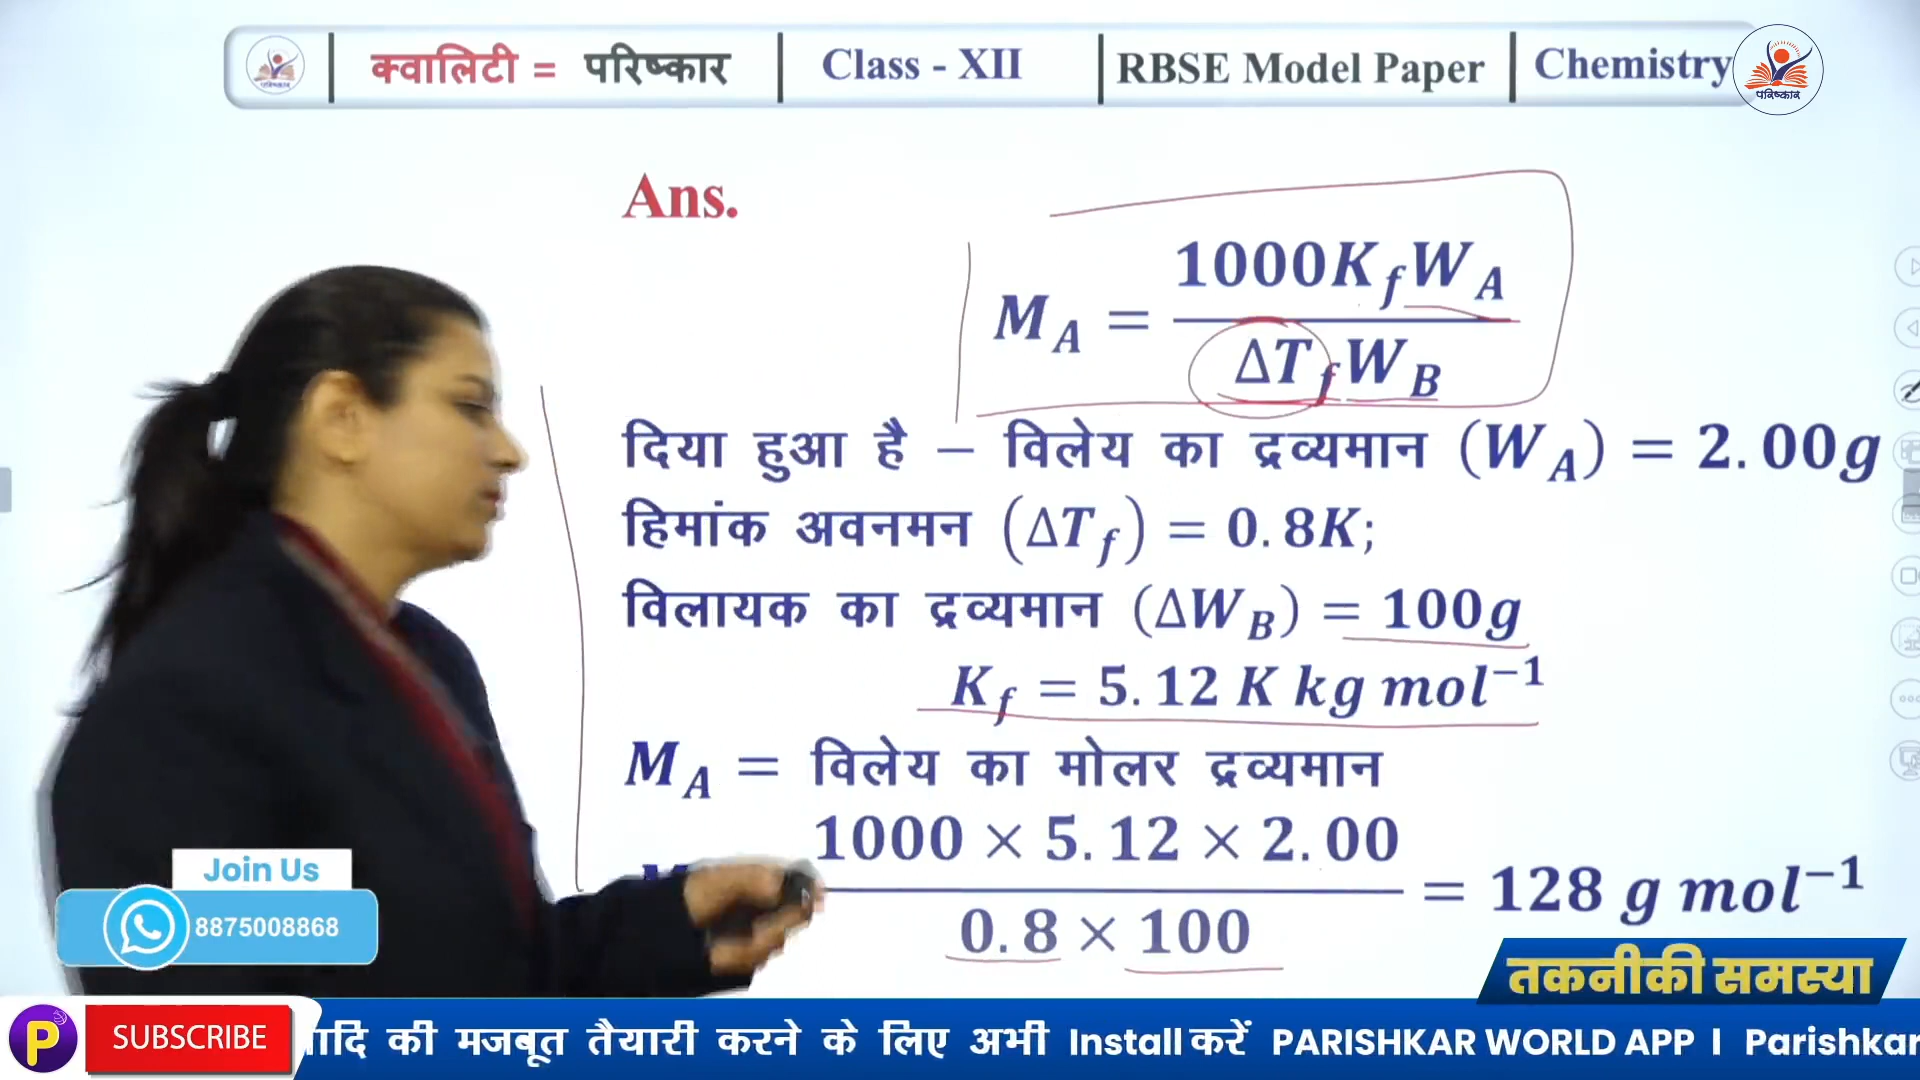 परिष्कार
क्वालिटी = परिष्कार
Class - XII
RBSE Model Paper
Chemistry
परिष्कार
Ans.
M_A = 1000K_fW_A / ΔT_fW_B
दिया हुआ है – विलेय का द्रव्यमान (W_A) = 2.00g
हिमांक अवनमन (ΔT_f) = 0.8K;
विलायक का द्रव्यमान (ΔW_B) = 100g
K_f = 5.12 K kg mol⁻¹
M_A = विलेय का मोलर द्रव्यमान
1000 × 5.12 × 2.00 / 0.8 × 100 = 128 g mol⁻¹
Join Us
8875008868
तकनीकी समस्या
P SUBSCRIBE
की मजबूत तैयारी करने के लिए अभी Install करें PARISHKAR WORLD APP । Parishkar